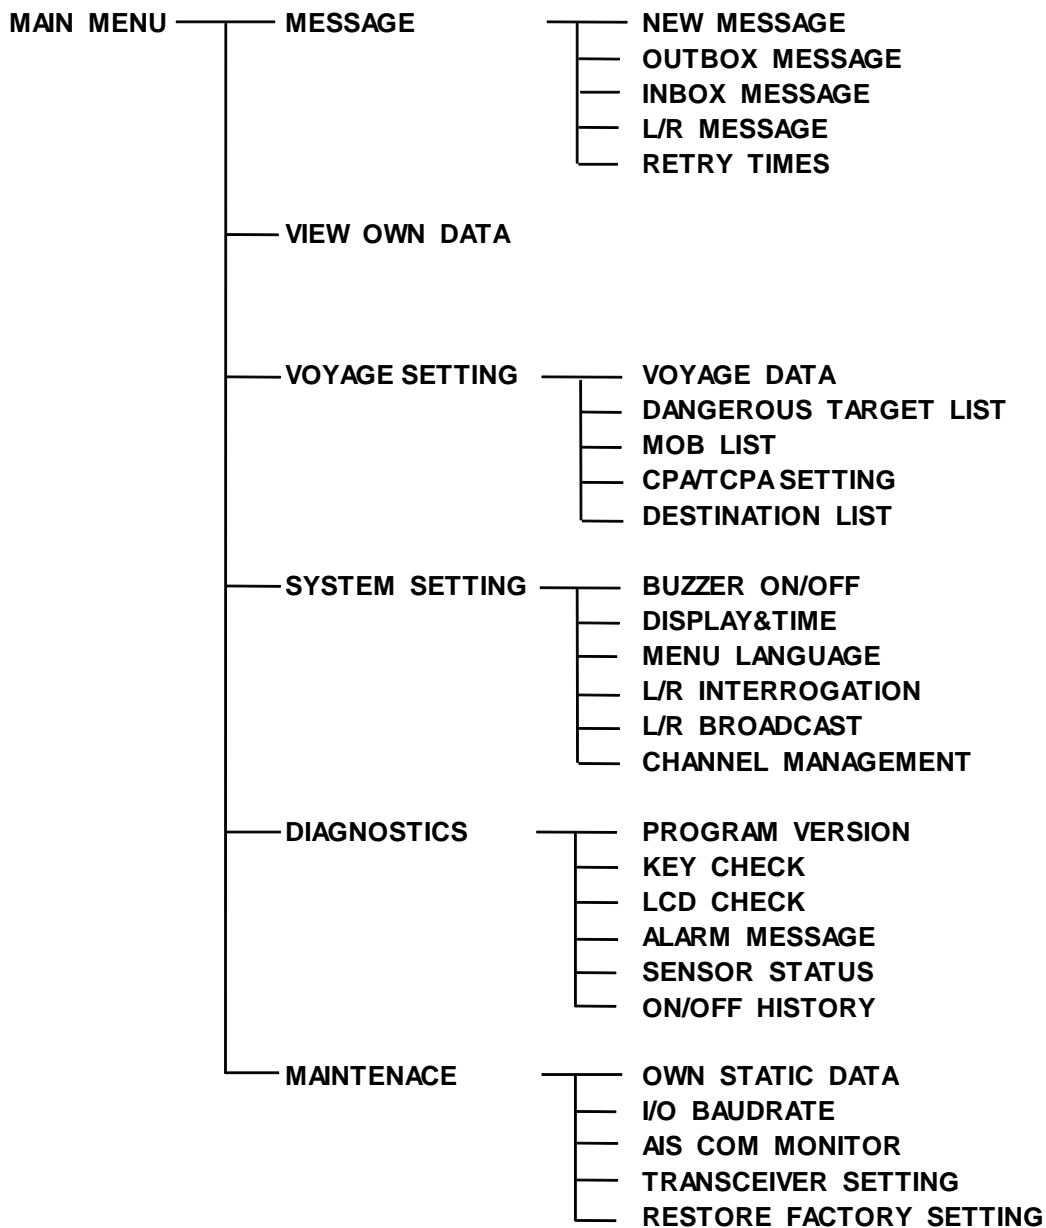 MAIN MENU MESSAGE NEW MESSAGE
OUTBOX MESSAGE
INBOX MESSAGE
L/R MESSAGE
RETRY TIMES
VIEW OWN DATA
VOYAGE SETTING VOYAGE DATA
DANGEROUS TARGET LIST
MOB LIST
CPA/TCPA SETTING
DESTINATION LIST
SYSTEM SETTING BUZZER ON/OFF
DISPLAY&TIME
MENU LANGUAGE
L/R INTERROGATION
L/R BROADCAST
CHANNEL MANAGEMENT
DIAGNOSTICS PROGRAM VERSION
KEY CHECK
LCD CHECK
ALARM MESSAGE
SENSOR STATUS
ON/OFF HISTORY
MAINTENACE OWN STATIC DATA
I/O BAUDRATE
AIS COM MONITOR
TRANSCEIVER SETTING
RESTORE FACTORY SETTING